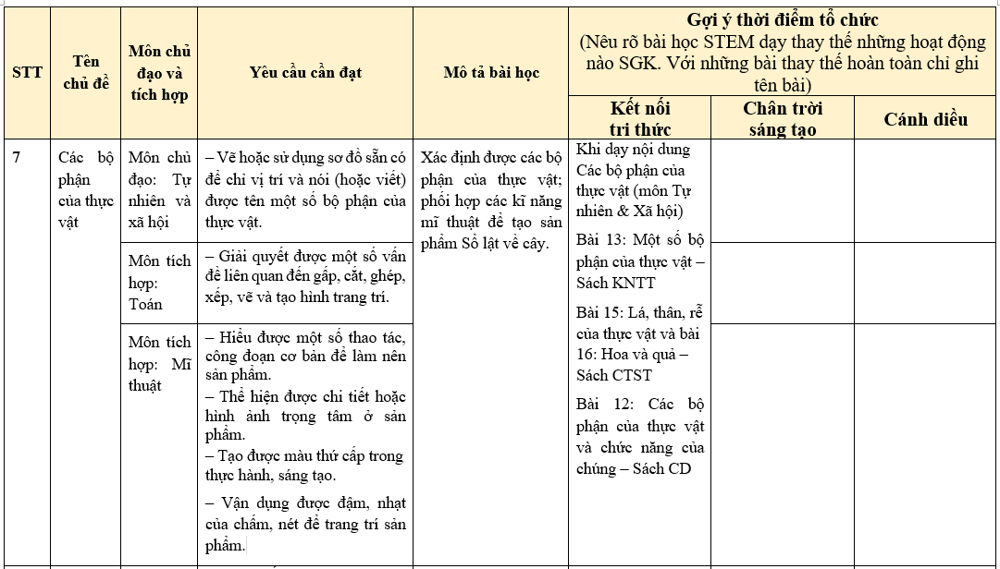 STT
Tên
chủ đề
Môn chủ
đạo và
tích hợp
Yêu cầu cần đạt
Mô tả bài học
Gợi ý thời điểm tổ chức
(Nêu rõ bài học STEM dạy thay thế những hoạt động
nào SGK. Với những bài thay thế hoàn toàn chỉ ghi
tên bài)
Kết nối
tri thức
Chân trời
sáng tạo
Cánh diều
7
Các bộ
phận
của thực
vật
Môn chủ
đạo: Tự
nhiên và
xã hội
– Vẽ hoặc sử dụng sơ đồ sẵn có
để chỉ vị trí và nói (hoặc viết)
được tên một số bộ phận của
thực vật.
Môn tích
hợp:
Toán
– Giải quyết được một số vấn
đề liên quan đến gấp, cắt, ghép,
xếp, vẽ và tạo hình trang trí.
Môn tích
hợp: Mĩ
thuật
– Hiểu được một số thao tác,
công đoạn cơ bản để làm nên
sản phẩm.
– Thể hiện được chi tiết hoặc
hình ảnh trọng tâm ở sản
phẩm.
– Tạo được màu thứ cấp trong
thực hành, sáng tạo.
– Vận dụng được đậm, nhạt
của chấm, nét để trang trí sản
phẩm.
Xác định được các bộ
phận của thực vật;
phối hợp các kĩ năng
mĩ thuật để tạo sản
phẩm Sổ lật về cây.
Khi dạy nội dung
Các bộ phận của
thực vật (môn Tự
nhiên & Xã hội)
Bài 13: Một số bộ
phận của thực vật –
Sách KNTT
Bài 15: Lá, thân, rễ
của thực vật và bài
16: Hoa và quả –
Sách CTST
Bài 12: Các bộ
phận của thực vật
và chức năng của
chúng – Sách CD